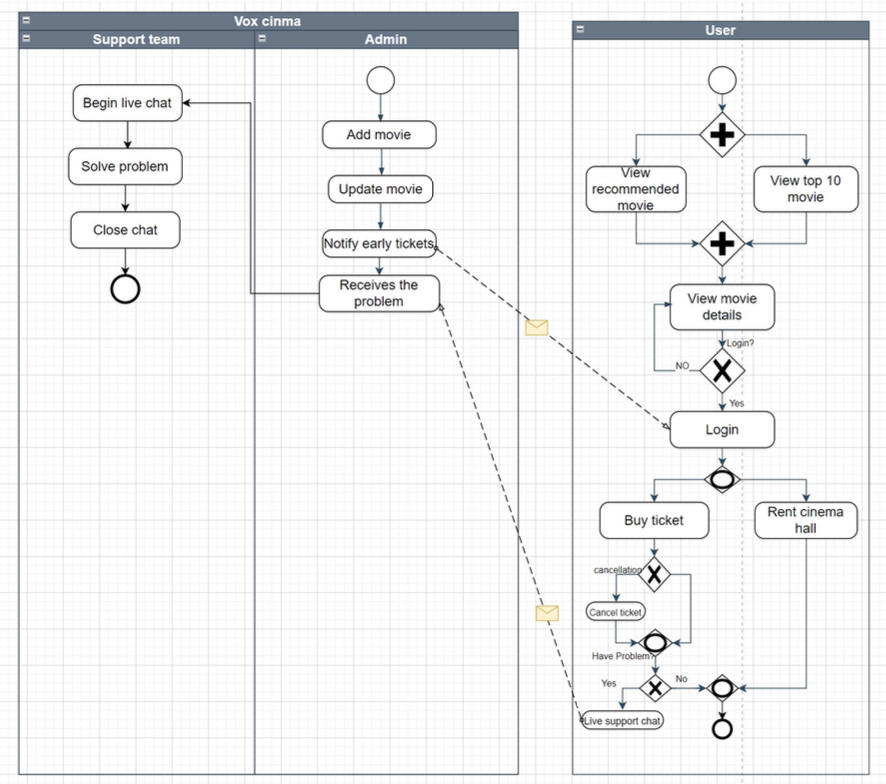 Vox cinma
Support team
Admin
User
Begin live chat
Solve problem
Close chat
Add movie
Update movie
Notify early tickets
Receives the
problem
View
recommended
movie
View top 10
movie
View movie
details
Login?
NO
Yes
Login
Buy ticket
Rent cinema
hall
cancellation
Cancel ticket
Have Problem?
Yes
No
Live support chat